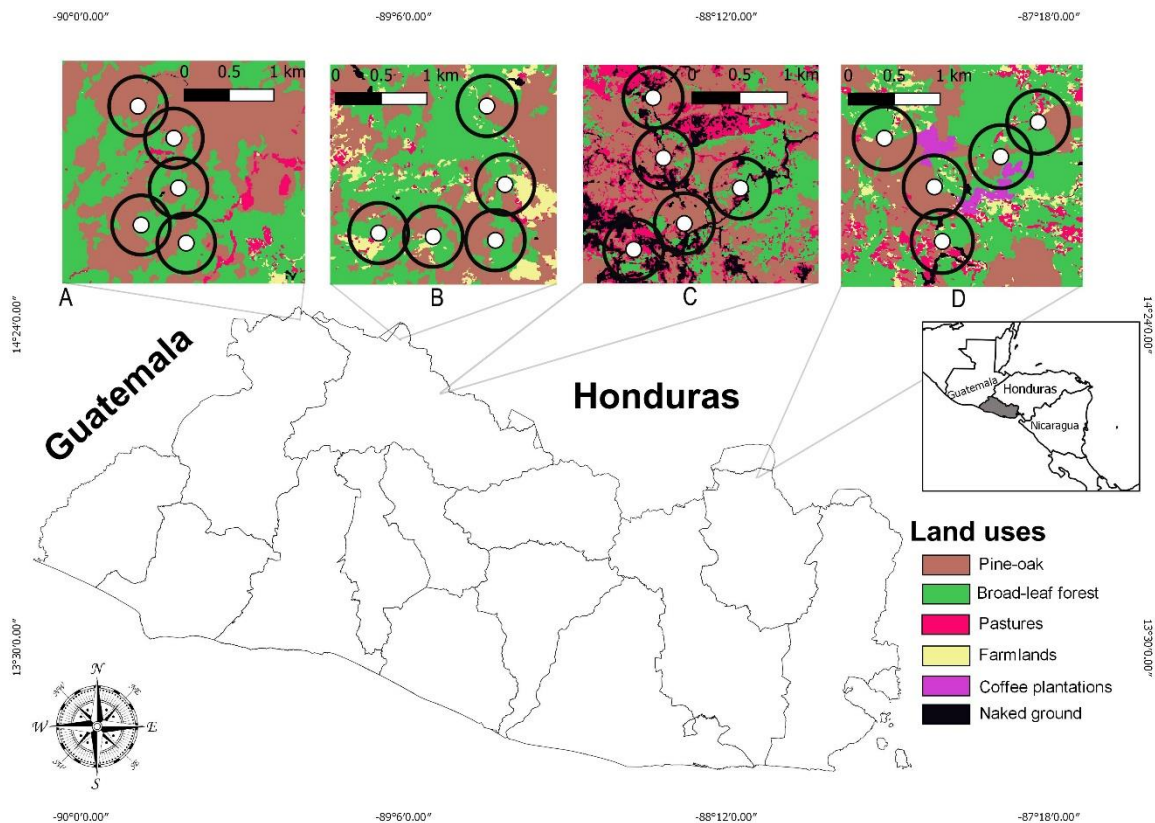 -90°0'0.00"
-89°6'0.00"
-88°12'0.00"
-87°18'0.00"
0 0.5 1 km
0 0.5 1 km
0 0.5 1 km
0 0.5 1 km
A
B
C
D
14°24'0.00"
14°24'0.00"
Guatemala
Honduras
Guatemala
Honduras
Nicaragua
Land uses
Pine-oak
Broad-leaf forest
Pastures
Farmlands
Coffee plantations
Naked ground
13°30'0.00"
13°30'0.00"
N
NW
NE
W
E
SW
SE
S
-90°0'0.00"
-89°6'0.00"
-88°12'0.00"
-87°18'0.00"